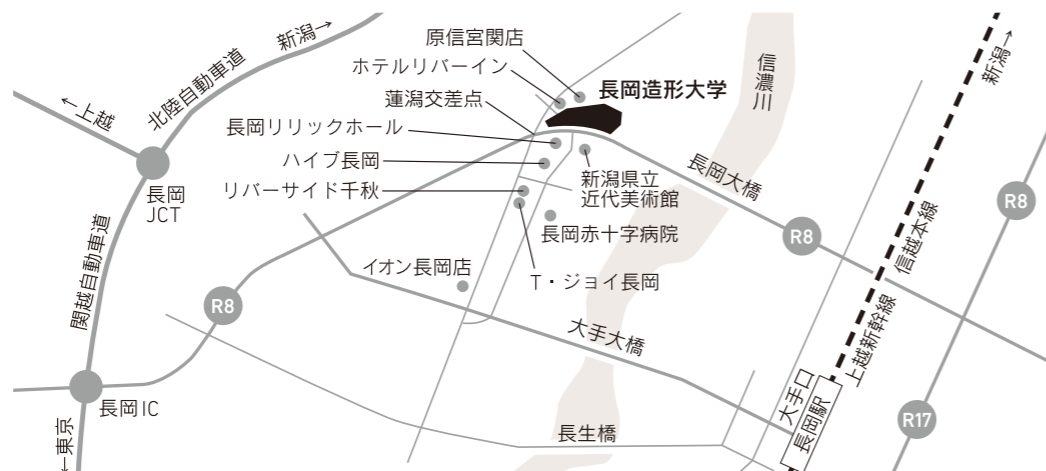 新潟→
北陸自動車道
←上越
長岡
JCT
関越自動車道
R8
長岡IC
←東京
原信宮関店
ホテルリバーイン
蓮潟交差点
長岡造形大学
長岡リリックホール
ハイブ長岡
リバーサイド千秋
新潟県立
近代美術館
長岡赤十字病院
T・ジョイ長岡
イオン長岡店
信濃川
長岡大橋
R8
大手大橋
長生橋
新潟→
信越本線
上越新幹線
R8
R17
大手口
長岡駅